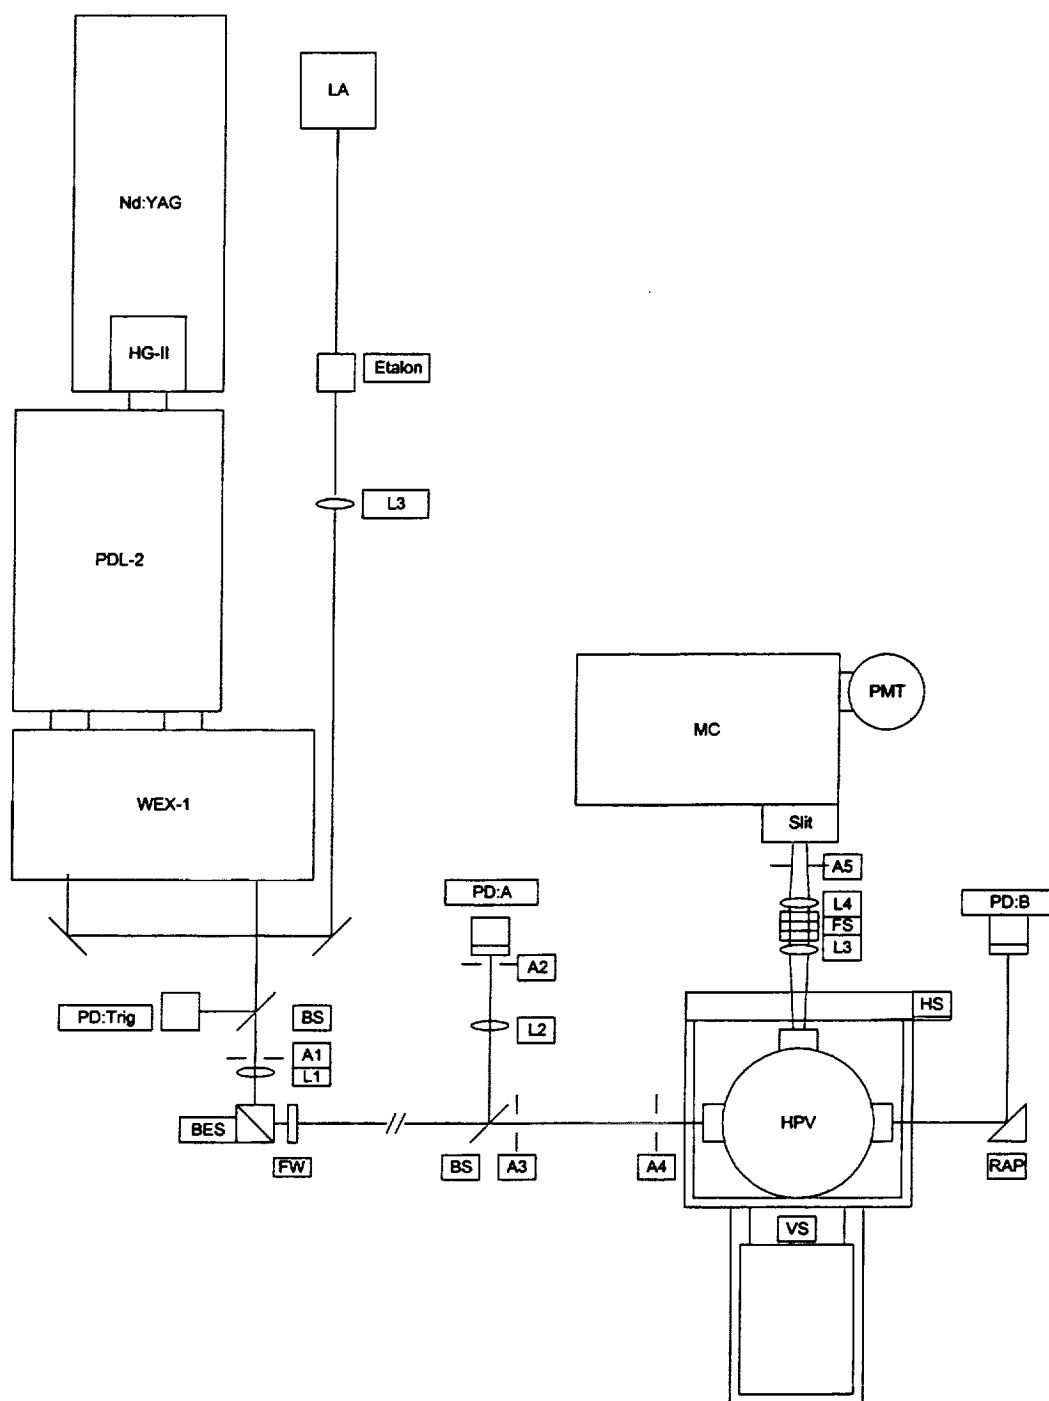 LA
Nd:YAG
HG-II
Etalon
L3
PDL-2
PMT
MC
WEX-1
Slit
A5
PD:A
L4
PD:B
FS
L3
A2
HS
PD:Trig
BS
L2
A1
L1
HPV
BES
FW
BS
A3
A4
RAP
VS